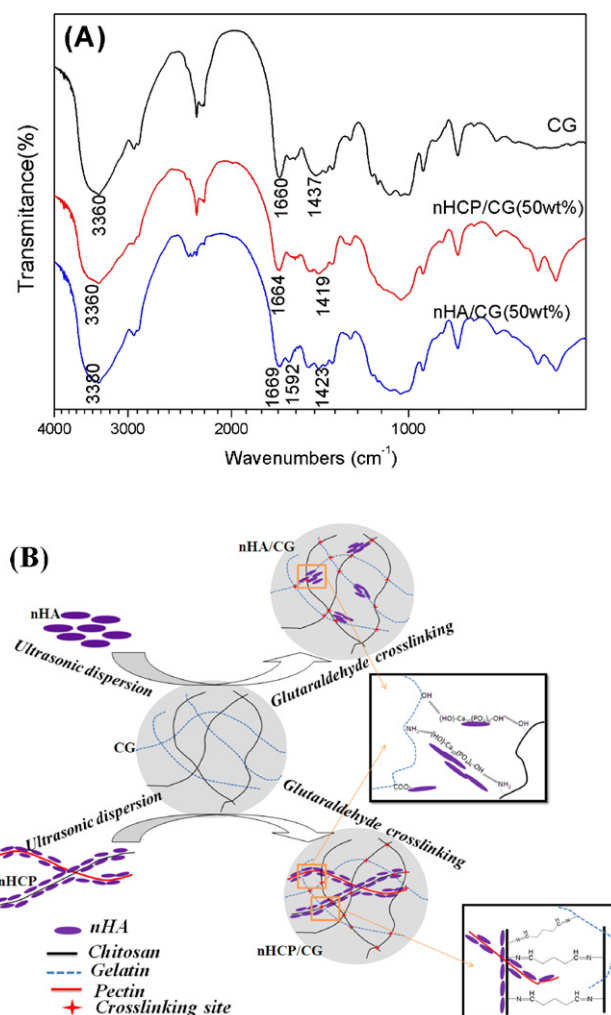 (A)
Transmitance(%)
CG
3360
1660
1437
nHCP/CG(50wt%)
3360
1664
1419
nHA/CG(50wt%)
3380
1669
1592
1423
4000
3000
2000
1000
Wavenumbers (cm-1)
(B)
nHA/CG
nHA
Ultrasonic dispersion
Glutaraldehyde crosslinking
CG
OH
(HO)-Ca10(PO4)6-OH
OH
NH2
(HO)-Ca10(PO4)6-OH
NH2
COO
Ultrasonic dispersion
Glutaraldehyde crosslinking
nHCP
nHCP/CG
nHA
Chitosan
Gelatin
Pectin
Crosslinking site
H
C
N
C
H
N
N
H
C
H
C
N
N
H
C
H
C
N